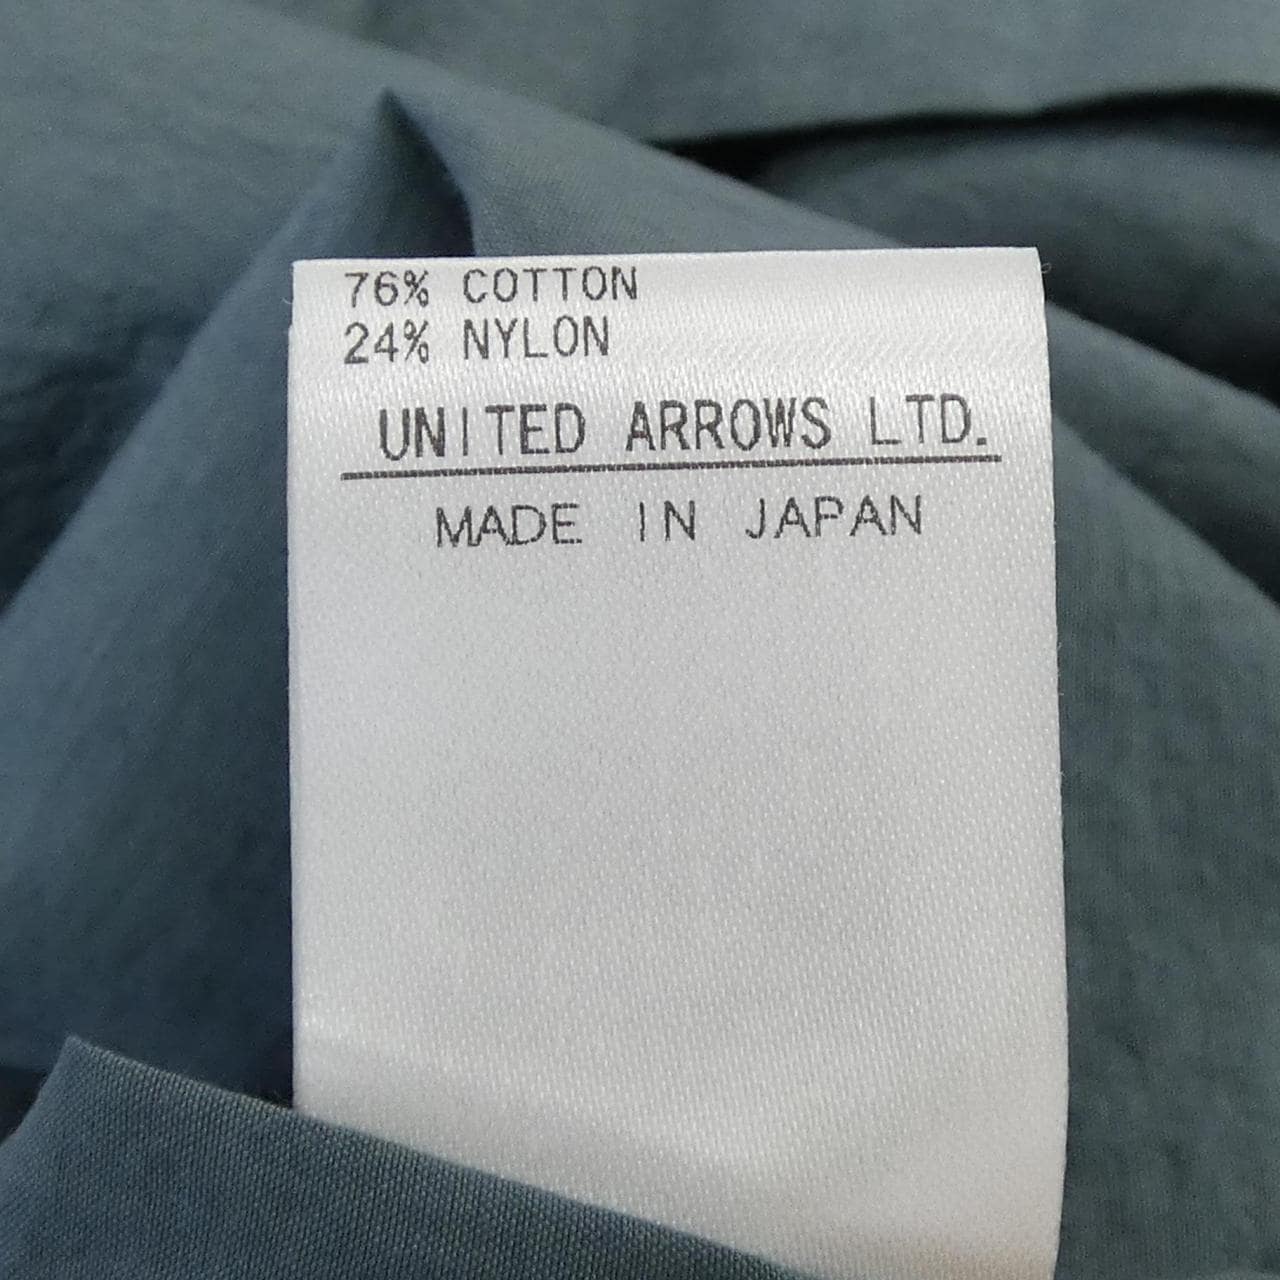 76% COTTON
24% NYLON
UNITED ARROWS LTD.
MADE IN JAPAN